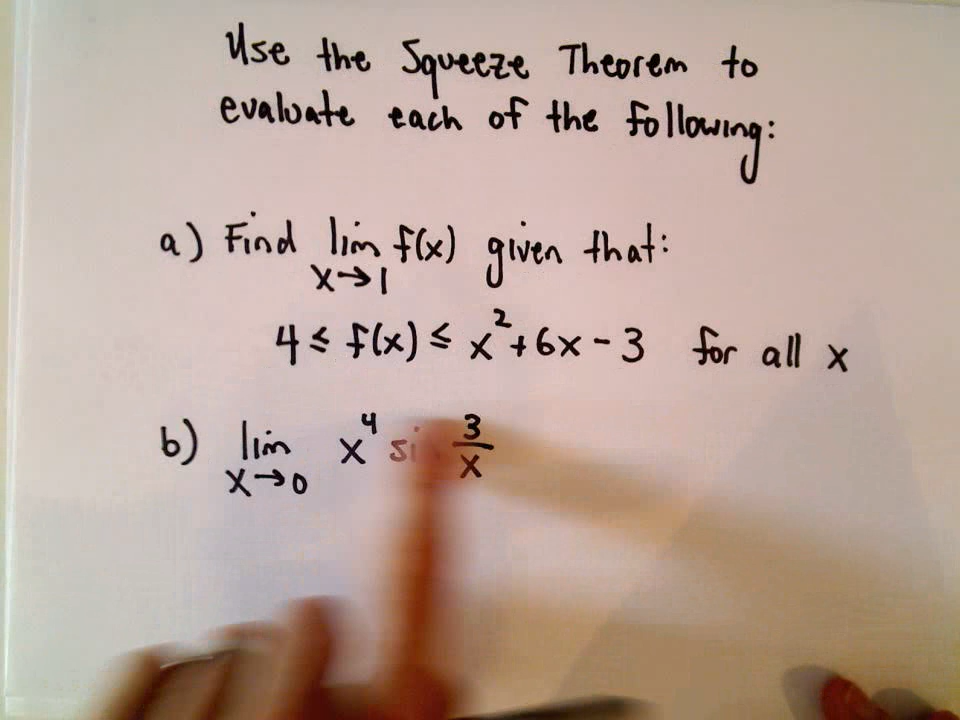 Use the Squeeze Theorem to
evaluate each of the following:
a) Find lim f(x) given that:
x→1
4 ≤ f(x) ≤ x² + 6x - 3 for all x
b) lim x⁴ 3/x
x→0